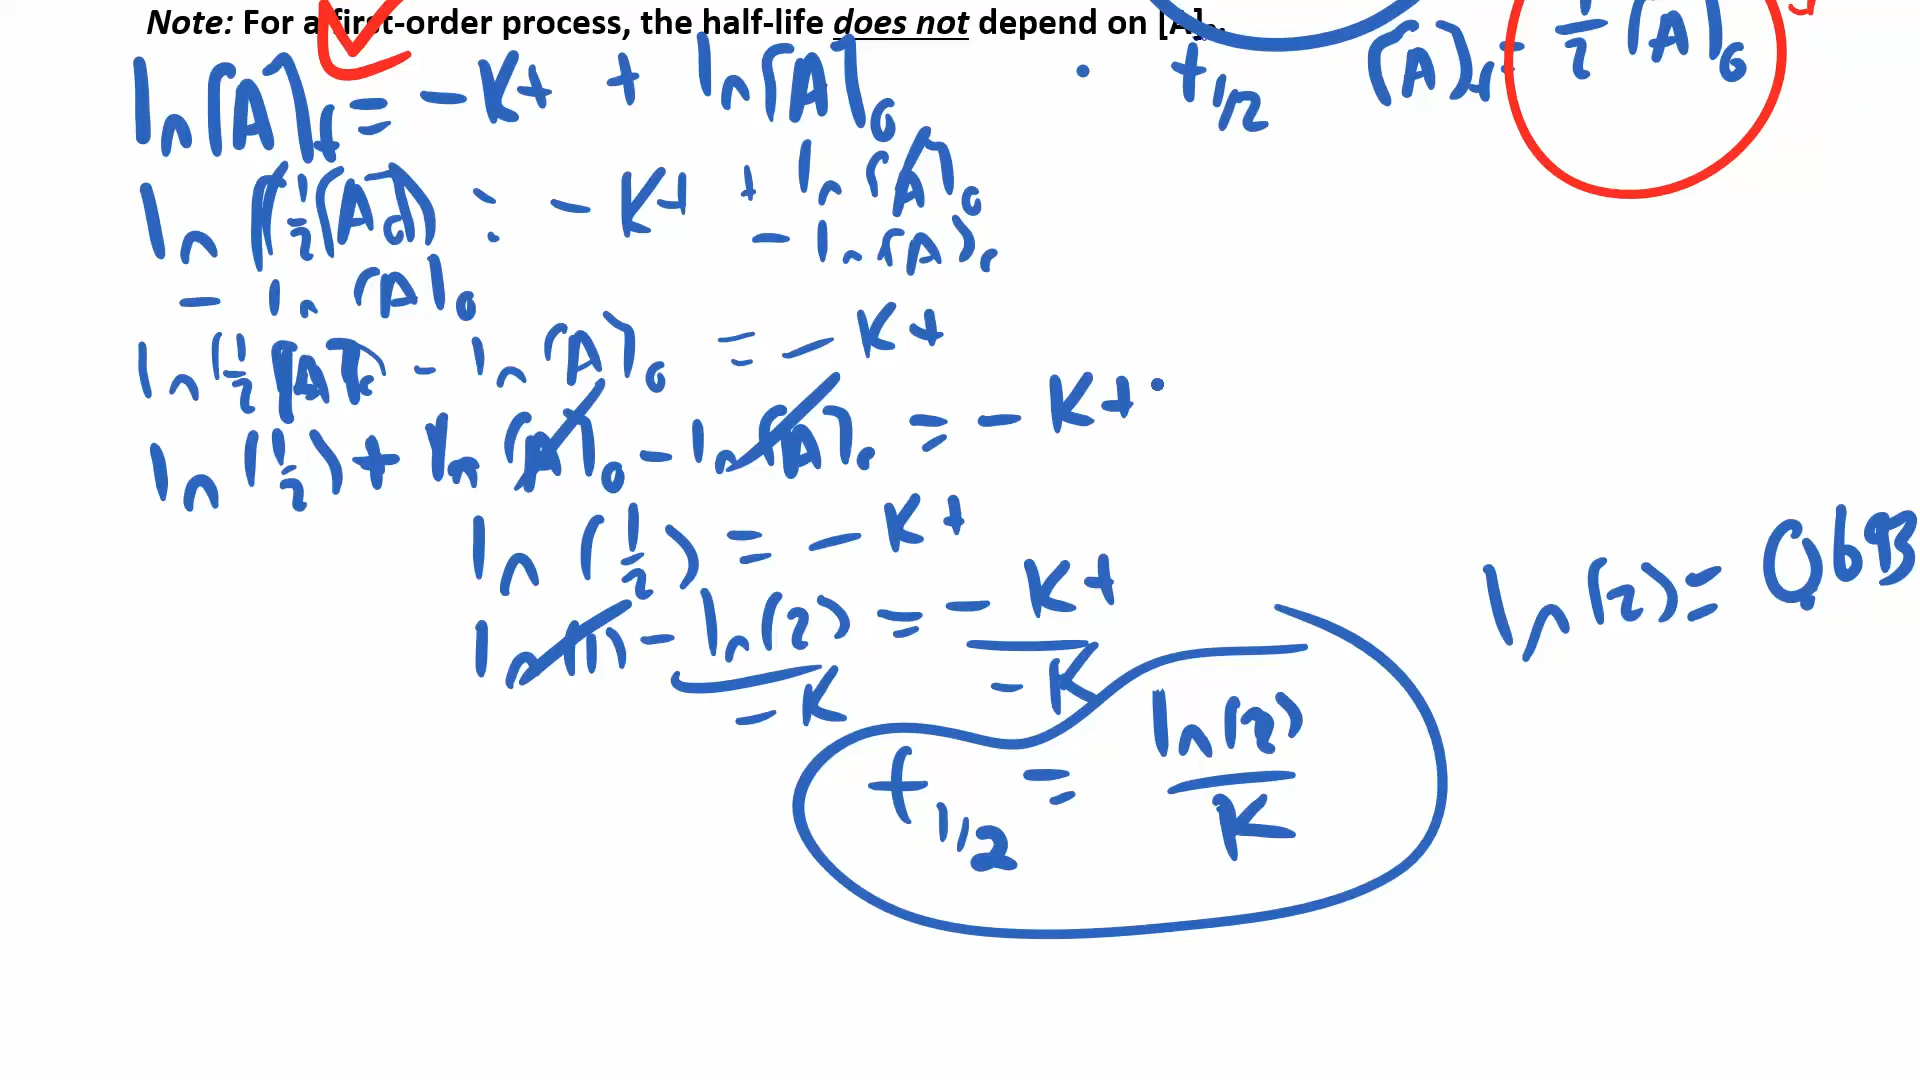 Note: For a first-order process, the half-life does not depend on [A]₀.
ln[A]t = -Kt + ln[A]₀ · t 1/2 [A]t = 1/2 [A]₀
ln(1/2[A]₀) = -Kt + ln[A]₀
- ln[A]₀ - ln[A]₀
ln(1/2[A]₀) - ln[A]₀ = -Kt
ln(1/2) + ln[A]₀ - ln[A]₀ = -Kt
ln(1/2) = -Kt
ln(1) - ln(2) = -Kt ln(2) = 0.693
-K -K
t 1/2 = ln(2)/K